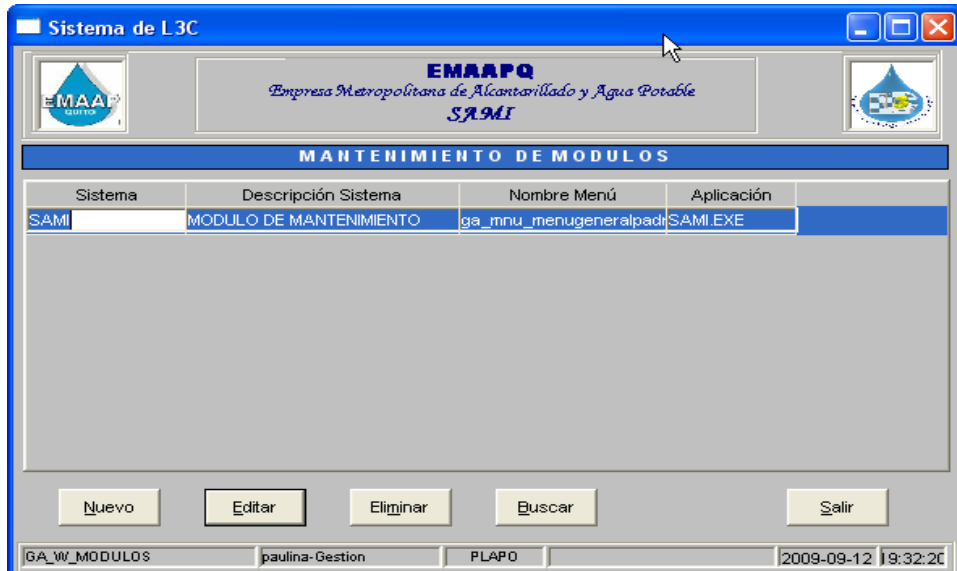 Sistema de L3C
EMAAP
QUITO
EMAAPQ
Empresa Metropolitana de Alcantarillado y Agua Potable
SAMI
MANTENIMIENTO DE MODULOS
Sistema Descripción Sistema Nombre Menú Aplicación
SAMI MODULO DE MANTENIMIENTO ga_mnu_menugeneralpadr SAMI.EXE
Nuevo Editar Eliminar Buscar Salir
GA_W_MODULOS paulina-Gestion PLAPO 2009-09-12 19:32:20